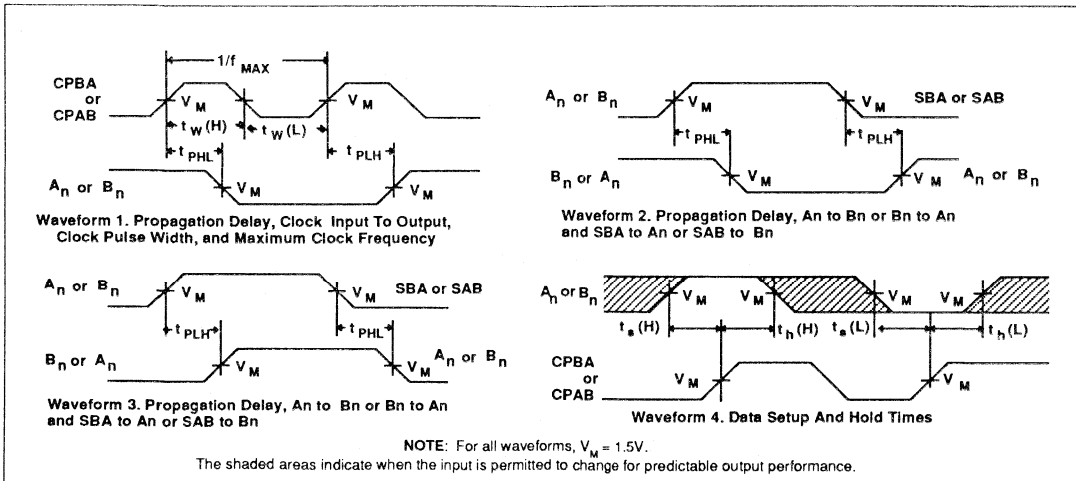 1/f MAX
CPBA
or
CPAB
V M
V M
t W (H)
t W (L)
t PHL
t PLH
A n or B n
V M
V M
Waveform 1. Propagation Delay, Clock Input To Output,
Clock Pulse Width, and Maximum Clock Frequency
A n or B n
V M
V M
SBA or SAB
t PHL
t PLH
B n or A n
V M
V M
A n or B n
Waveform 2. Propagation Delay, An to Bn or Bn to An
and SBA to An or SAB to Bn
A n or B n
V M
V M
SBA or SAB
t PLH
t PHL
B n or A n
V M
V M
A n or B n
Waveform 3. Propagation Delay, An to Bn or Bn to An
and SBA to An or SAB to Bn
A n or B n
V M
V M
V M
V M
t s (H)
t h (H)
t s (L)
t h (L)
CPBA
or
CPAB
V M
V M
Waveform 4. Data Setup And Hold Times
NOTE: For all waveforms, V M = 1.5V.
The shaded areas indicate when the input is permitted to change for predictable output performance.